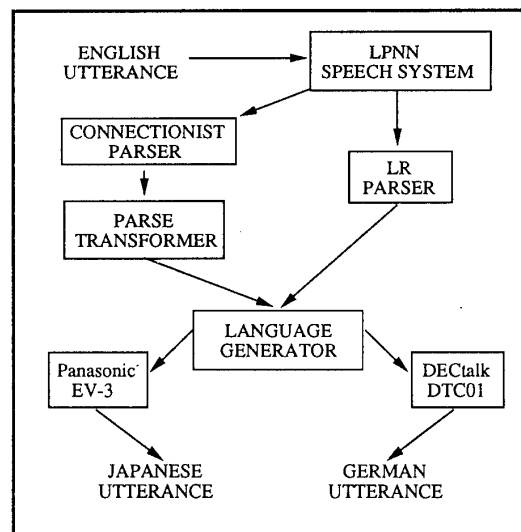 ENGLISH
UTTERANCE
LPNN
SPEECH SYSTEM
CONNECTIONIST
PARSER
LR
PARSER
PARSE
TRANSFORMER
LANGUAGE
GENERATOR
Panasonic
EV-3
DECtalk
DTC01
JAPANESE
UTTERANCE
GERMAN
UTTERANCE